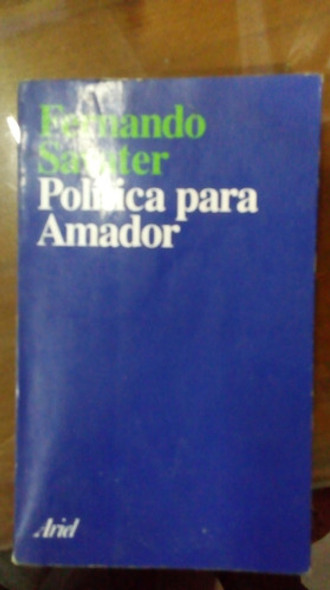 Fernando
Savater
Política para
Amador
Ariel